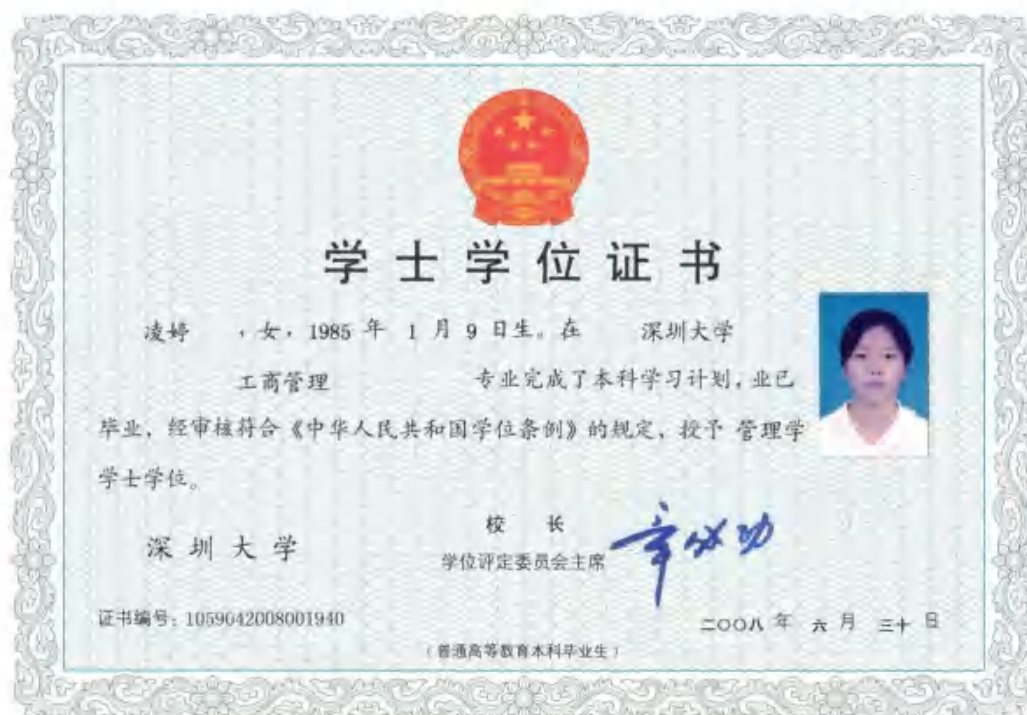 学士学位证书
凌婷 ，女，1985 年 1 月 9 日生。在 深圳大学
工商管理 专业完成了本科学习计划，业已
毕业，经审核符合《中华人民共和国学位条例》的规定，授予 管理学
学士学位。
深圳大学
校 长
学位评定委员会主席
章必功
证书编号：1059042008001940
二〇〇八 年 六 月 三十 日
（普通高等教育本科毕业生）